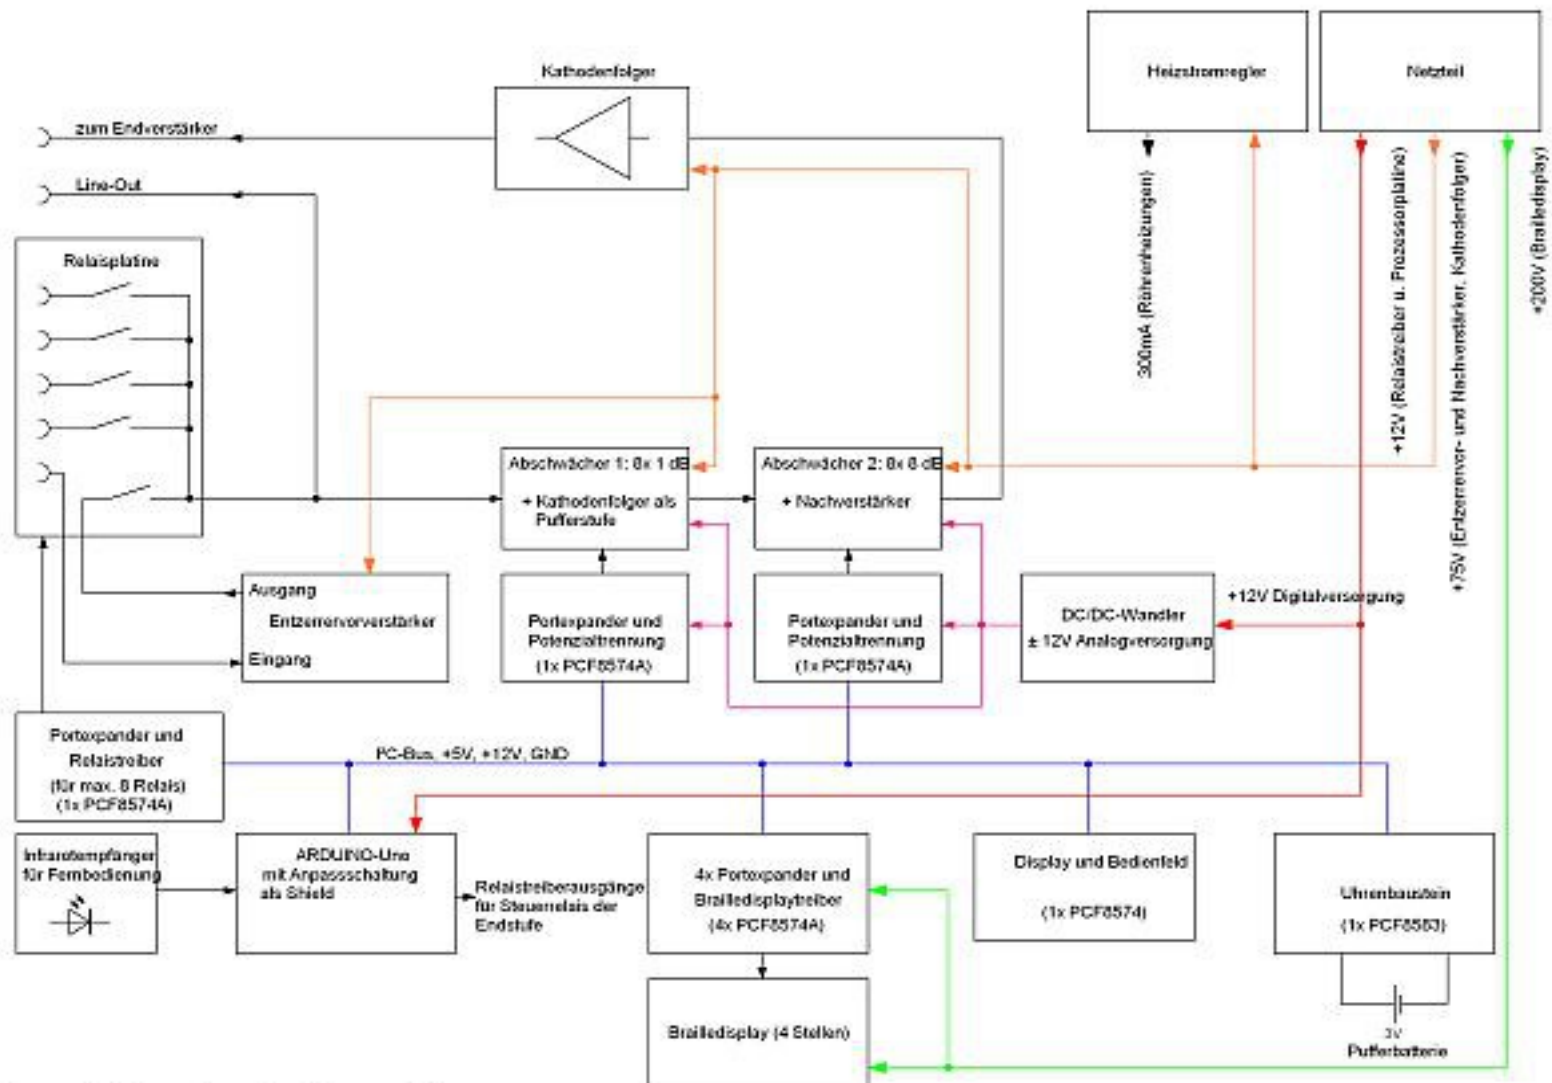 Kathodenfolger
Heizstromregler
Netzteil
zum Endverstärker
Line-Out
Relaisplatine
300mA (Röhrenheizungen)
+12V (Relaistreiber u. Prozessorplatine)
+75V (Entzerrervor- und Nachverstärker, Kathodenfolger)
+200V (Brailledisplay)
Abschwächer 1: 8x 1 dB
+ Kathodenfolger als
Pufferstufe
Abschwächer 2: 8x 8 dB
+ Nachverstärker
Ausgang
Entzerrervorverstärker
Eingang
Portexpander und
Potenzialtrennung
(1x PCF8574A)
Portexpander und
Potenzialtrennung
(1x PCF8574A)
DC/DC-Wandler
± 12V Analogversorgung
+12V Digitalversorgung
Portexpander und
Relaistreiber
(für max. 8 Relais)
(1x PCF8574A)
I²C-Bus, +5V, +12V, GND
Infrarotempfänger
für Fernbedienung
ARDUINO-Uno
mit Anpassschaltung
als Shield
Relaistreiberausgänge
für Steuerrelais der
Endstufe
4x Portexpander und
Brailledisplaytreiber
(4x PCF8574A)
Display und Bedienfeld
(1x PCF8574)
Uhrenbaustein
(1x PCF8583)
Brailledisplay (4 Stellen)
3V
Pufferbatterie